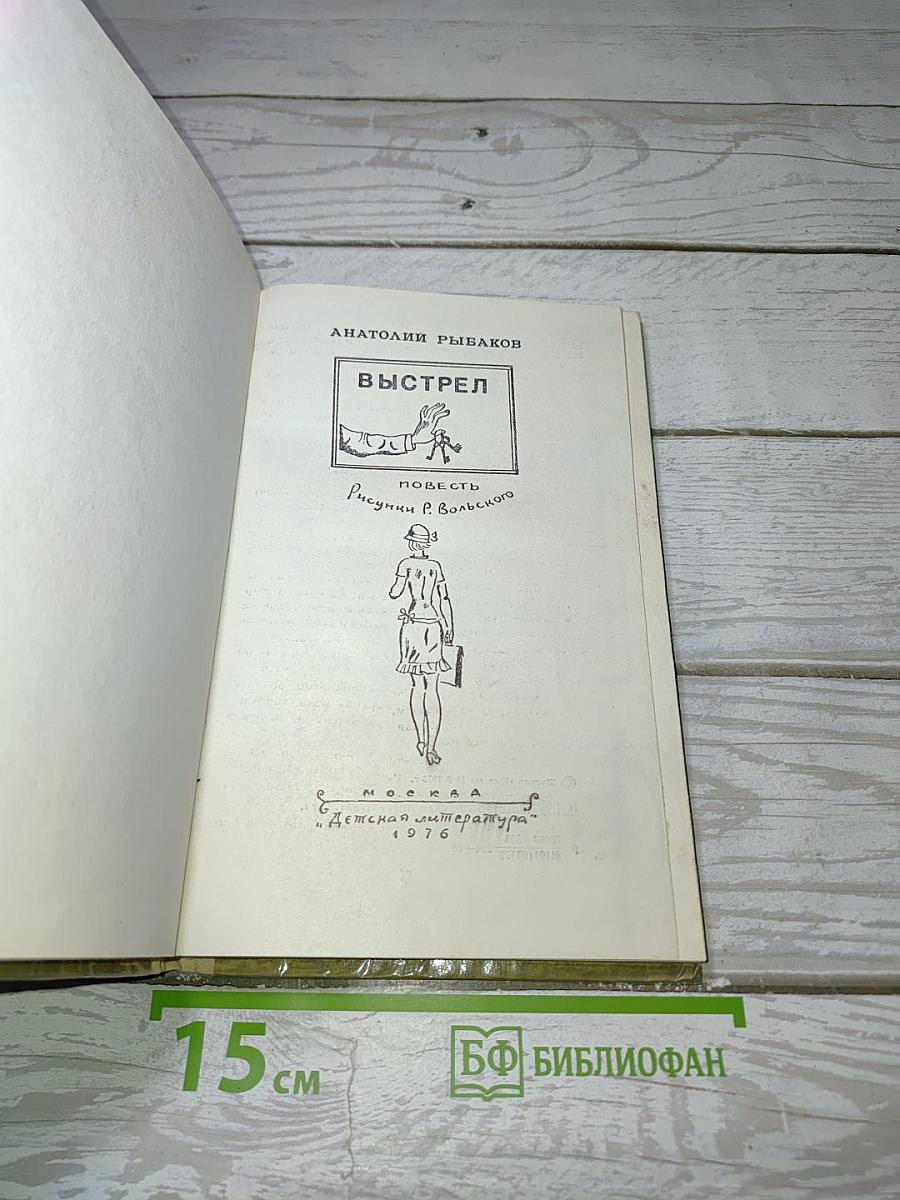 АНАТОЛИЙ РЫБАКОВ
ВЫСТРЕЛ
ПОВЕСТЬ
Рисунки Р. Вольского
МОСКВА
„Детская литература"
1976
15 см
БФ БИБЛИОФАН